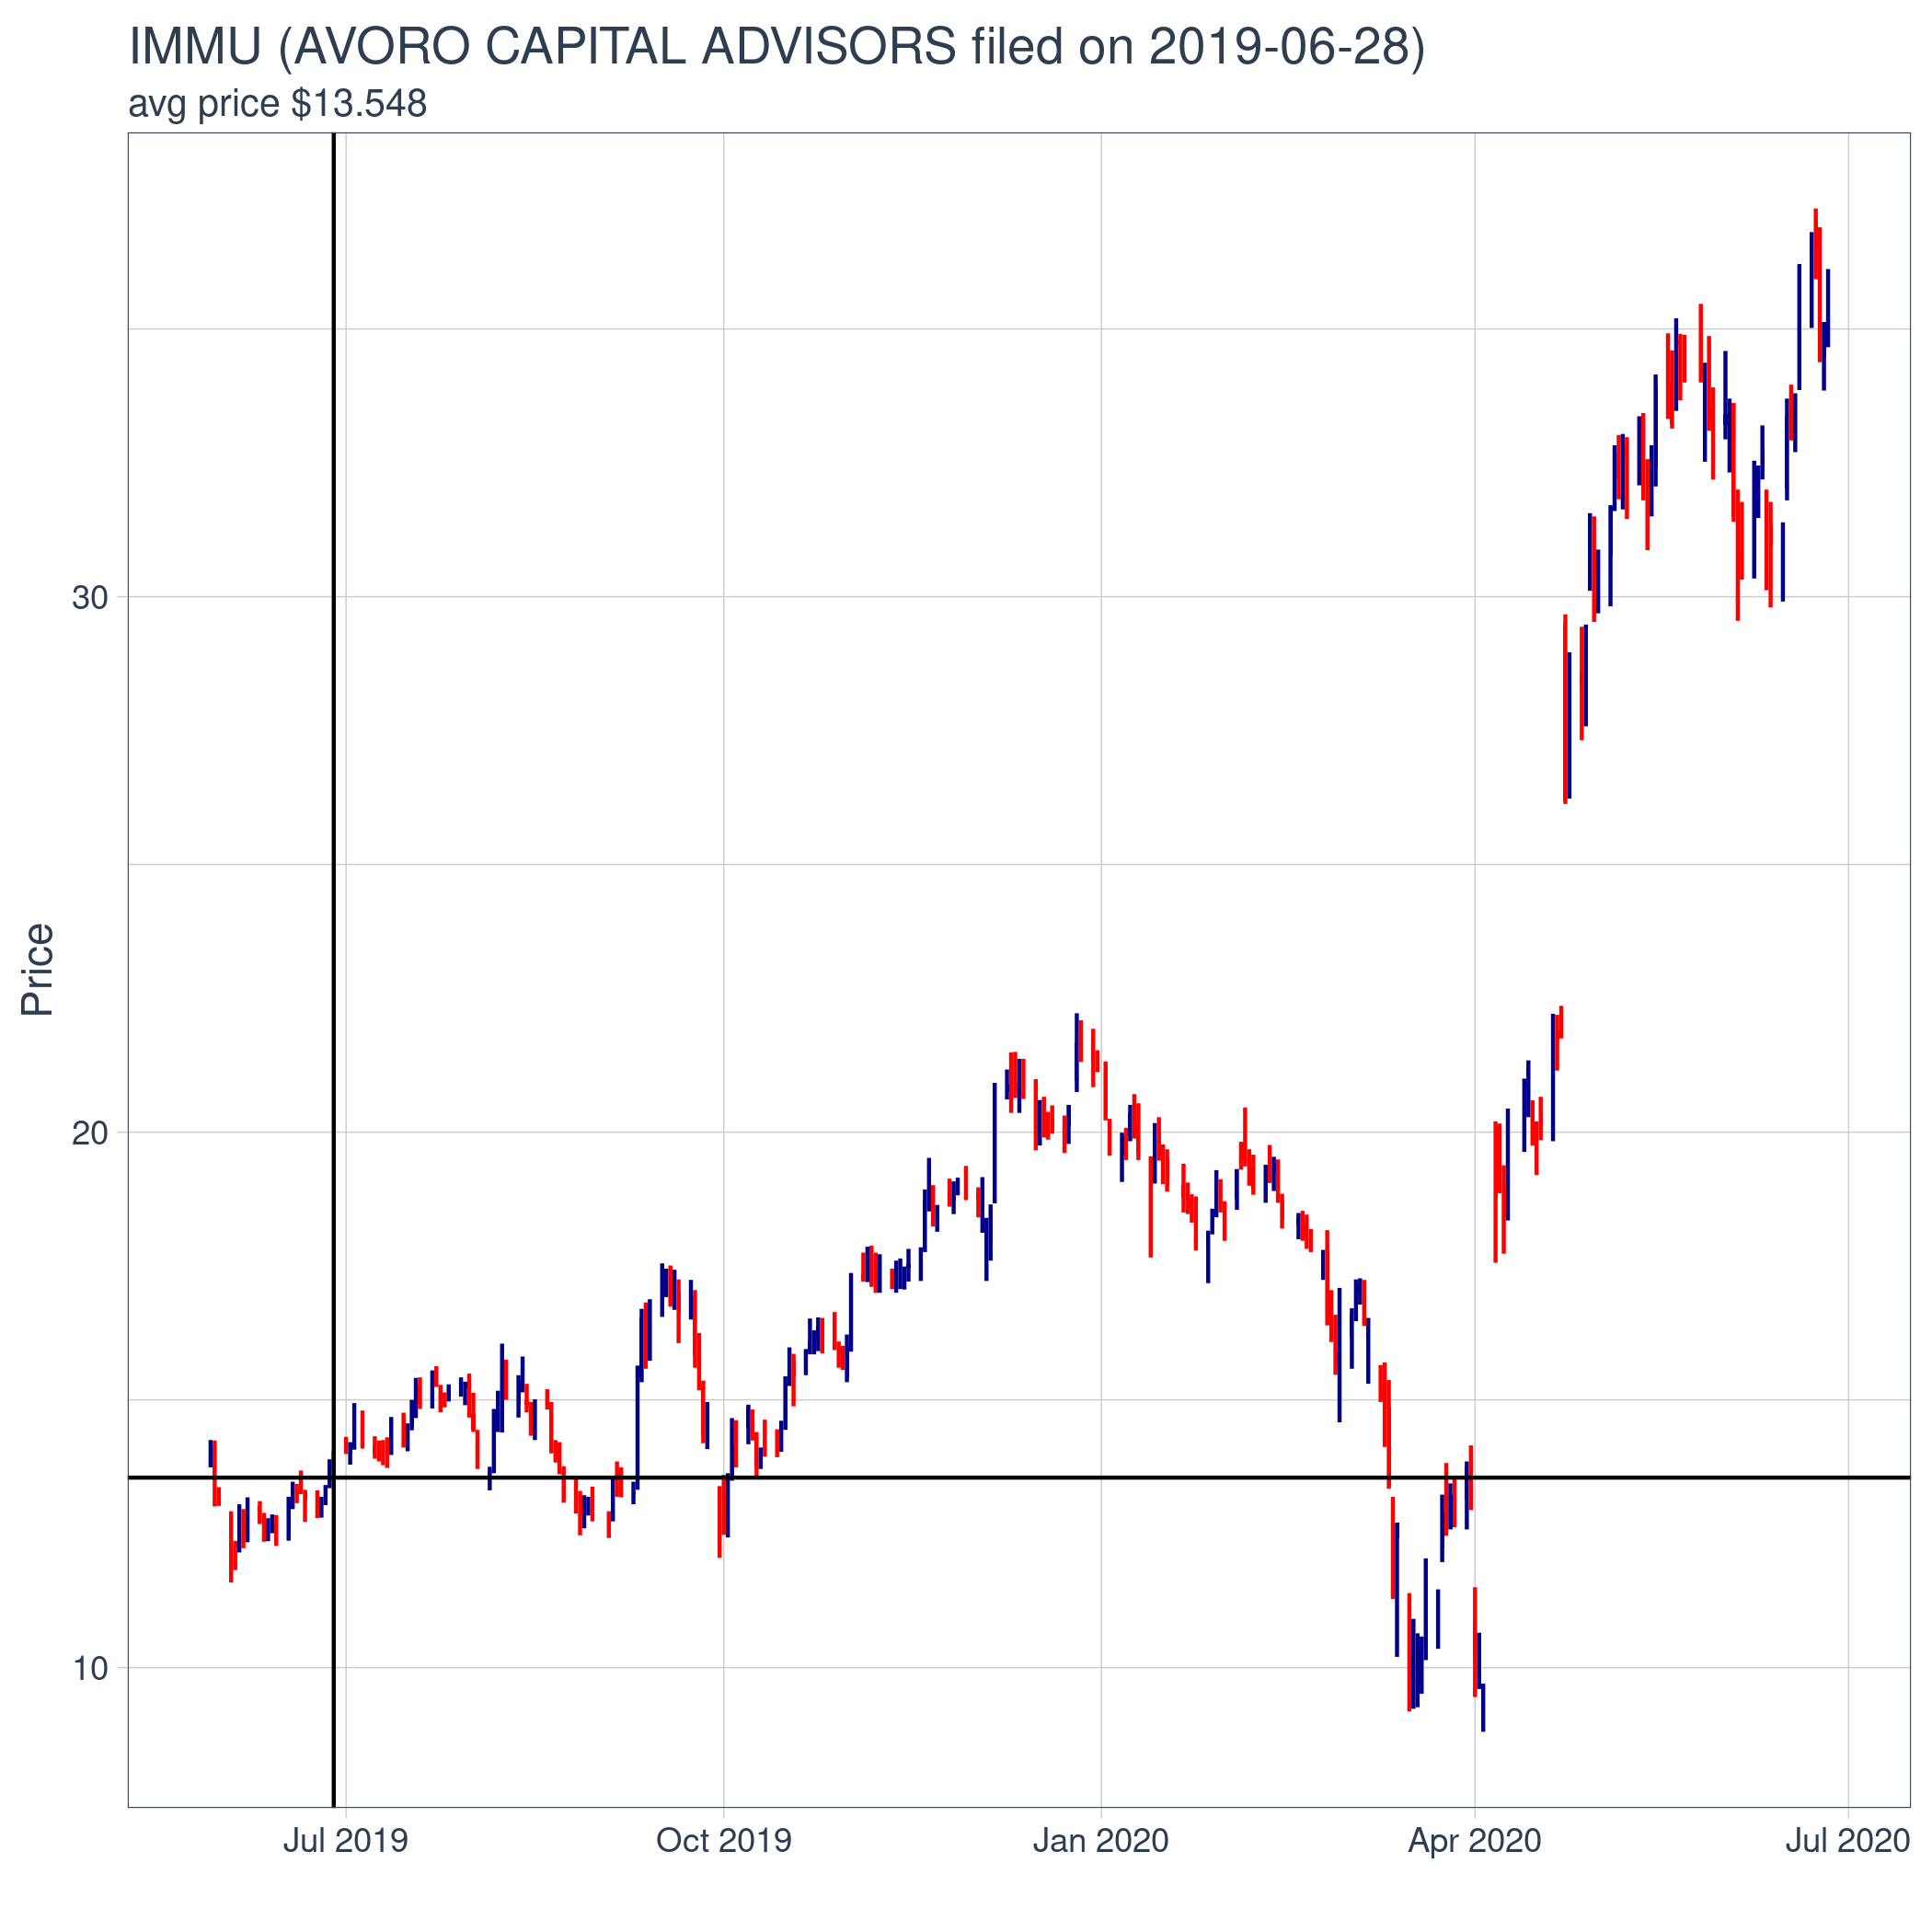 IMMU (AVORO CAPITAL ADVISORS filed on 2019-06-28)
avg price $13.548
30
20
10
Price
Jul 2019
Oct 2019
Jan 2020
Apr 2020
Jul 2020